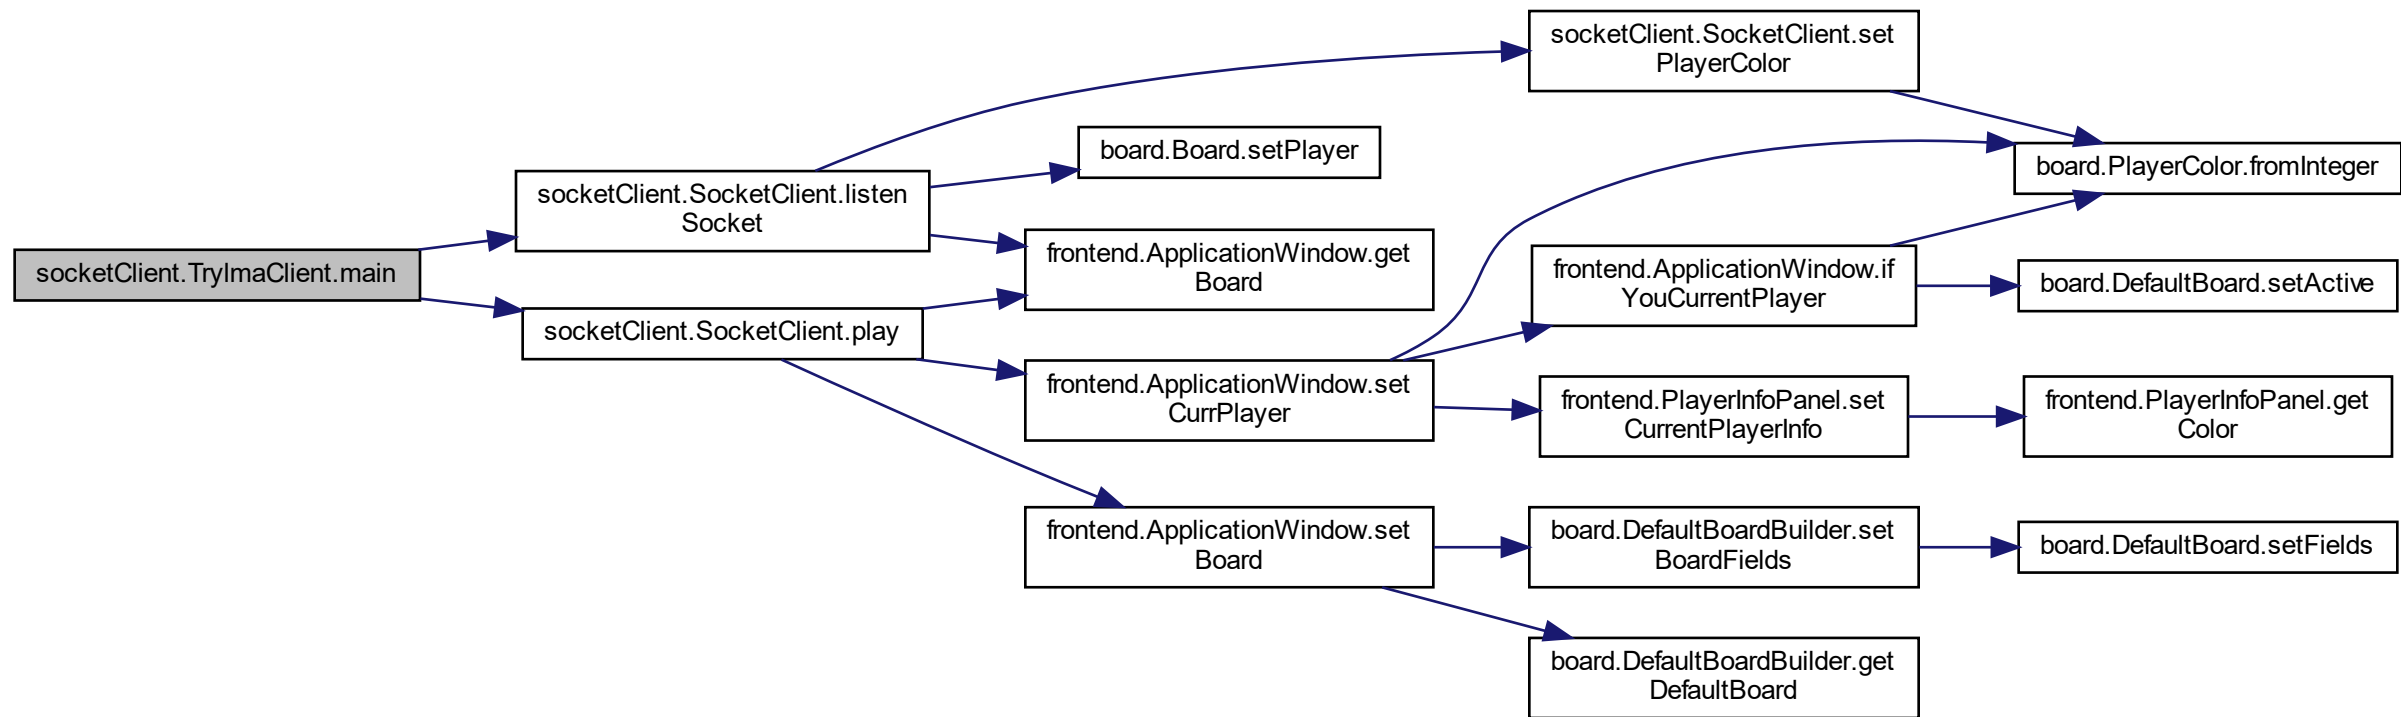 socketClient.TryImaClient.main
socketClient.SocketClient.listen
Socket
socketClient.SocketClient.play
board.Board.setPlayer
frontend.ApplicationWindow.get
Board
frontend.ApplicationWindow.set
CurrPlayer
frontend.ApplicationWindow.set
Board
socketClient.SocketClient.set
PlayerColor
frontend.ApplicationWindow.if
YouCurrentPlayer
frontend.PlayerInfoPanel.set
CurrentPlayerInfo
board.DefaultBoardBuilder.set
BoardFields
board.DefaultBoardBuilder.get
DefaultBoard
board.PlayerColor.fromInteger
board.DefaultBoard.setActive
frontend.PlayerInfoPanel.get
Color
board.DefaultBoard.setFields